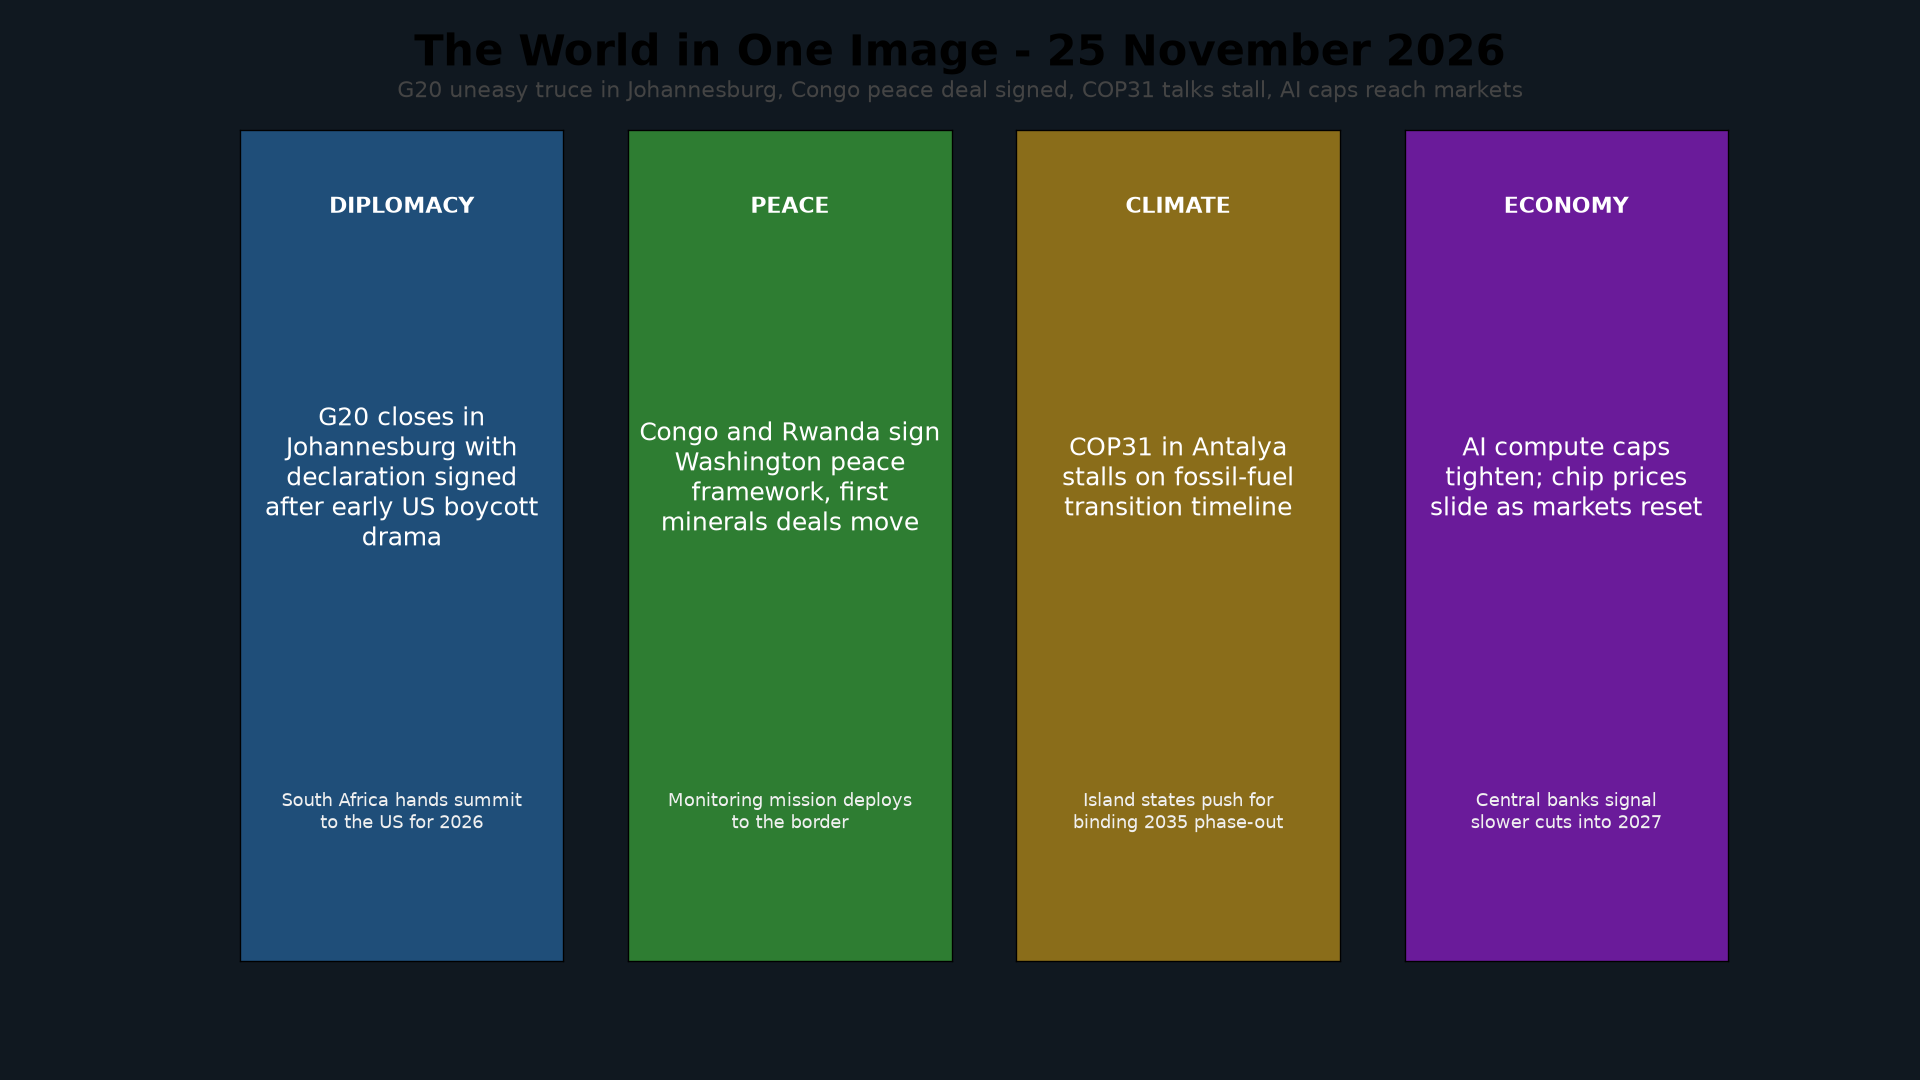 The World in One Image - 25 November 2026
G20 uneasy truce in Johannesburg, Congo peace deal signed, COP31 talks stall, AI caps reach markets
DIPLOMACY
G20 closes in
Johannesburg with
declaration signed
after early US boycott
drama
South Africa hands summit
to the US for 2026
PEACE
Congo and Rwanda sign
Washington peace
framework, first
minerals deals move
Monitoring mission deploys
to the border
CLIMATE
COP31 in Antalya
stalls on fossil-fuel
transition timeline
Island states push for
binding 2035 phase-out
ECONOMY
AI compute caps
tighten; chip prices
slide as markets reset
Central banks signal
slower cuts into 2027